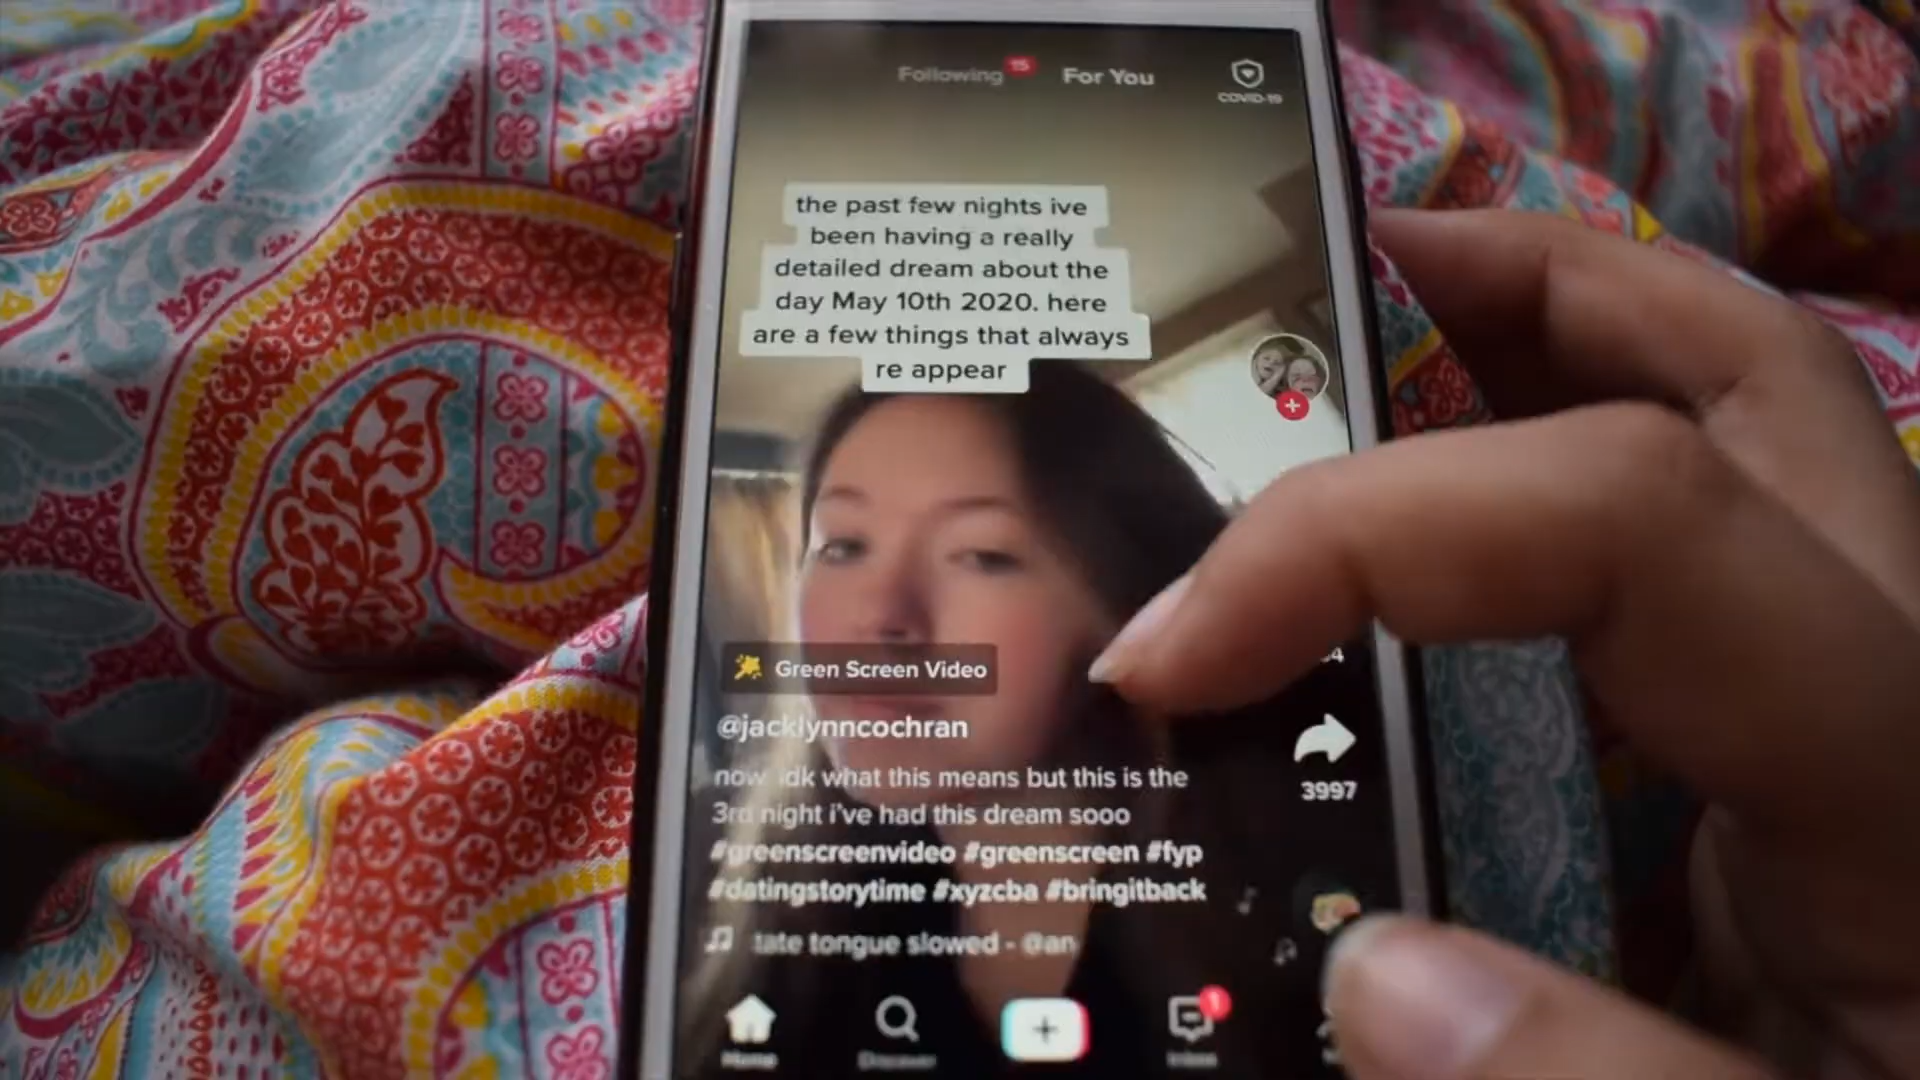 Following 15 For You
COVID-19
the past few nights ive
been having a really
detailed dream about the
day May 10th 2020. here
are a few things that always
re appear
Green Screen Video
@jacklynncochran
now idk what this means but this is the
3rd night i've had this dream sooo
3997
#greenscreenvideo #greenscreen #fyp
#datingstorytime #xyzcba #bringitback
tate tongue slowed - @an
1
Home Discover Inbox